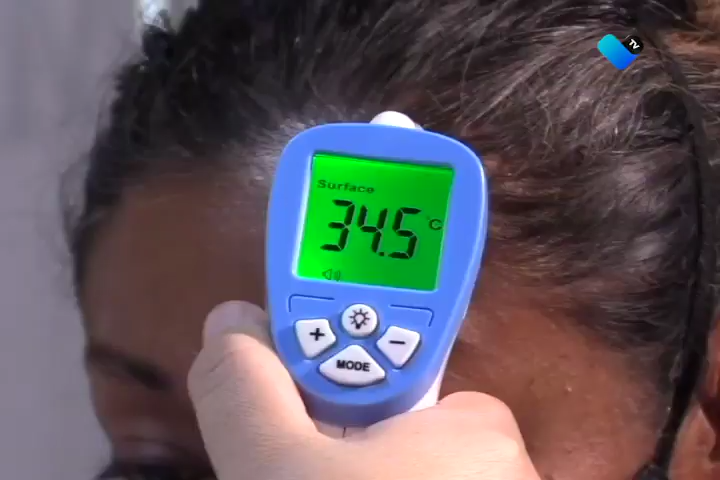 TV
Surface
34.5 °C
+
−
MODE